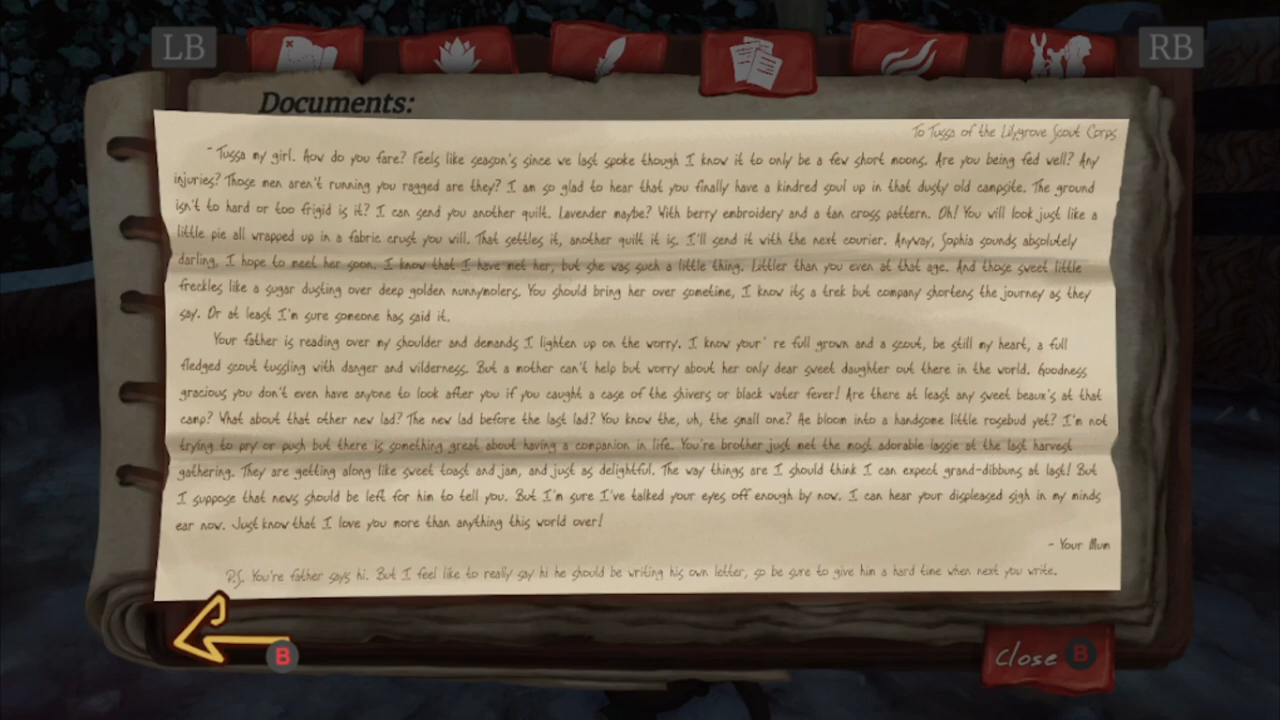 LB
RB
Documents:
To Tussa of the Lilygrove Scout Corps
~ Tussa my girl. How do you fare? Feels like season's since we last spoke though I know it to only be a few short moons. Are you being fed well? Any
injuries? Those men aren't running you ragged are they? I am so glad to hear that you finally have a kindred soul up in that dusty old campsite. The ground
isn't to hard or too frigid is it? I can send you another quilt. Lavender maybe? With berry embroidery and a tan cross pattern. Oh! You will look just like a
little pie all wrapped up in a fabric crust you will. That settles it, another quilt it is. I'll send it with the next courier. Anyway, Sophia sounds absolutely
darling. I hope to meet her soon. I know that I have met her, but she was such a little thing. Littler than you even at that age. And those sweet little
freckles like a sugar dusting over deep golden nunnymolers. You should bring her over sometime, I know its a trek but company shortens the journey as they
say. Or at least I'm sure someone has said it.
Your father is reading over my shoulder and demands I lighten up on the worry. I know your' re full grown and a scout, be still my heart, a full
fledged scout tussling with danger and wilderness. But a mother can't help but worry about her only dear sweet daughter out there in the world. Goodness
gracious you don't even have anyone to look after you if you caught a case of the shivers or black water fever! Are there at least any sweet beaux's at that
camp? What about that other new lad? The new lad before the last lad? You know the, uh, the small one? He bloom into a handsome little rosebud yet? I'm not
trying to pry or push but there is something great about having a companion in life. You're brother just met the most adorable lassie at the last harvest
gathering. They are getting along like sweet toast and jam, and just as delightful. The way things are I should think I can expect grand-dibbuns at last! But
I suppose that news should be left for him to tell you. But I'm sure I've talked your eyes off enough by now. I can hear your displeased sigh in my minds
ear now. Just know that I love you more than anything this world over!
- Your Mum
P.S. You're father says hi. But I feel like to really say hi he should be writing his own letter, so be sure to give him a hard time when next you write.
B
close B